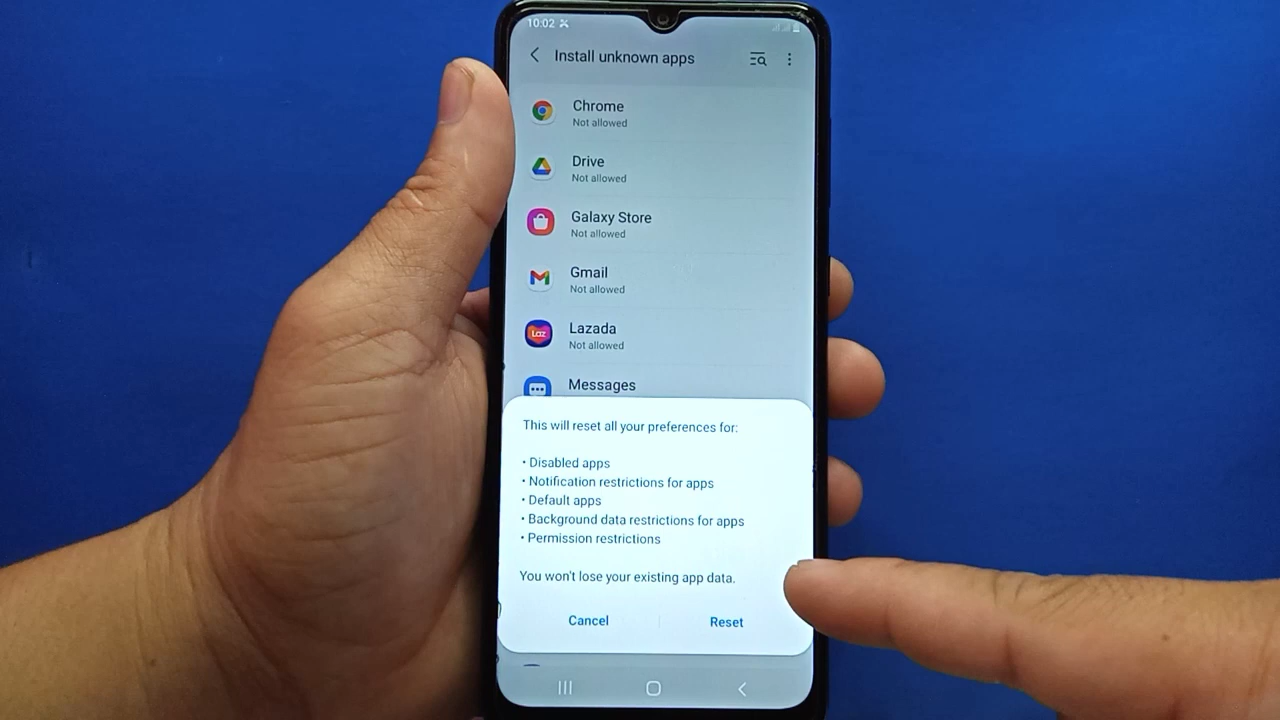 10:02
Install unknown apps
Chrome
Not allowed
Drive
Not allowed
Galaxy Store
Not allowed
Gmail
Not allowed
Laz
Lazada
Not allowed
Messages
This will reset all your preferences for:
• Disabled apps
• Notification restrictions for apps
• Default apps
• Background data restrictions for apps
• Permission restrictions
You won't lose your existing app data.
Cancel
Reset